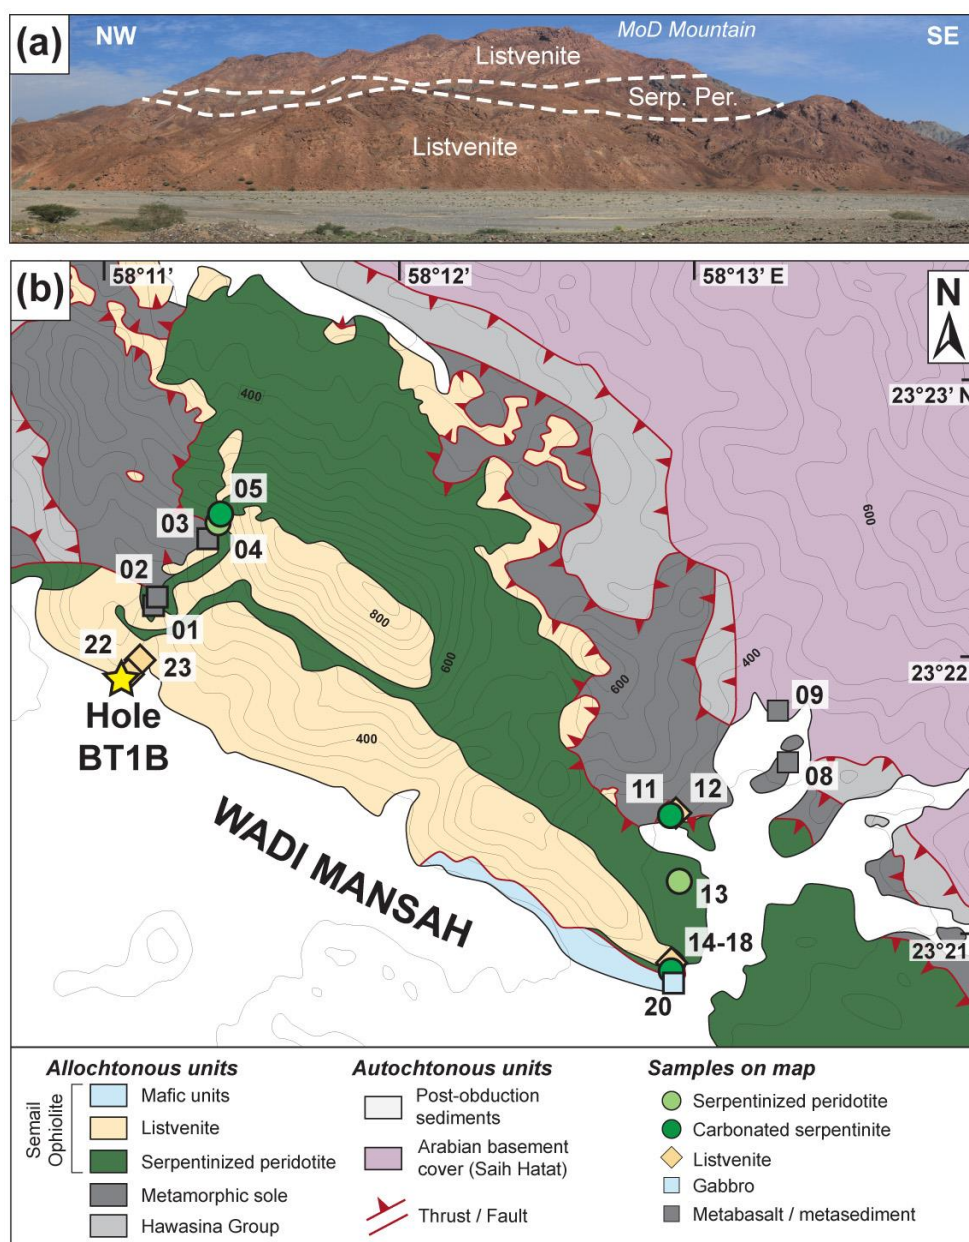 (a)
NW
MoD Mountain
SE
Listvenite
Serp. Per.
Listvenite
(b)
58°11'
58°12'
58°13' E
N
23°23' N
400
600
05
03
04
02
01
800
22
23
600
600
400
23°22'
09
Hole
BT1B
400
08
11
12
WADI MANSAH
13
14-18
23°21'
20
Allochtonous units
Semail
Ophiolite
Mafic units
Listvenite
Serpentinized peridotite
Metamorphic sole
Hawasina Group
Autochtonous units
Post-obduction
sediments
Arabian basement
cover (Saih Hatat)
Thrust / Fault
Samples on map
Serpentinized peridotite
Carbonated serpentinite
Listvenite
Gabbro
Metabasalt / metasediment